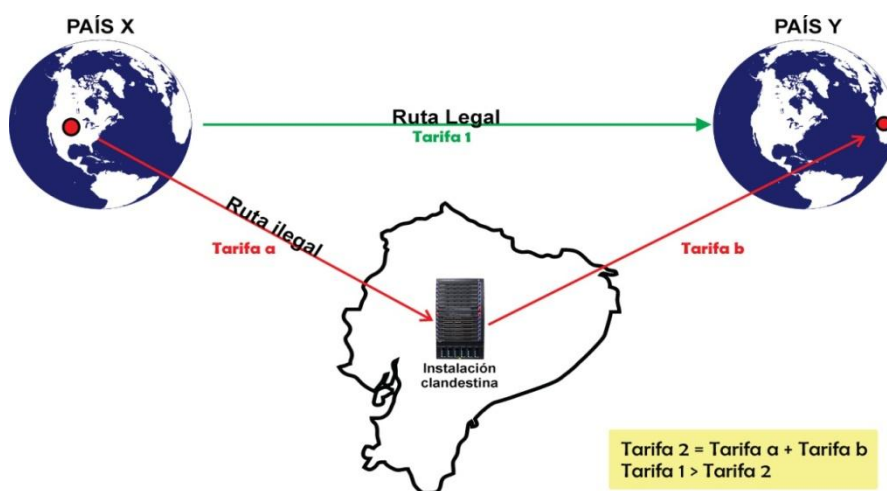 PAÍS X
PAÍS Y
Ruta Legal
Tarifa 1
Ruta ilegal
Tarifa a
Tarifa b
Instalación
clandestina
Tarifa 2 = Tarifa a + Tarifa b
Tarifa 1 > Tarifa 2